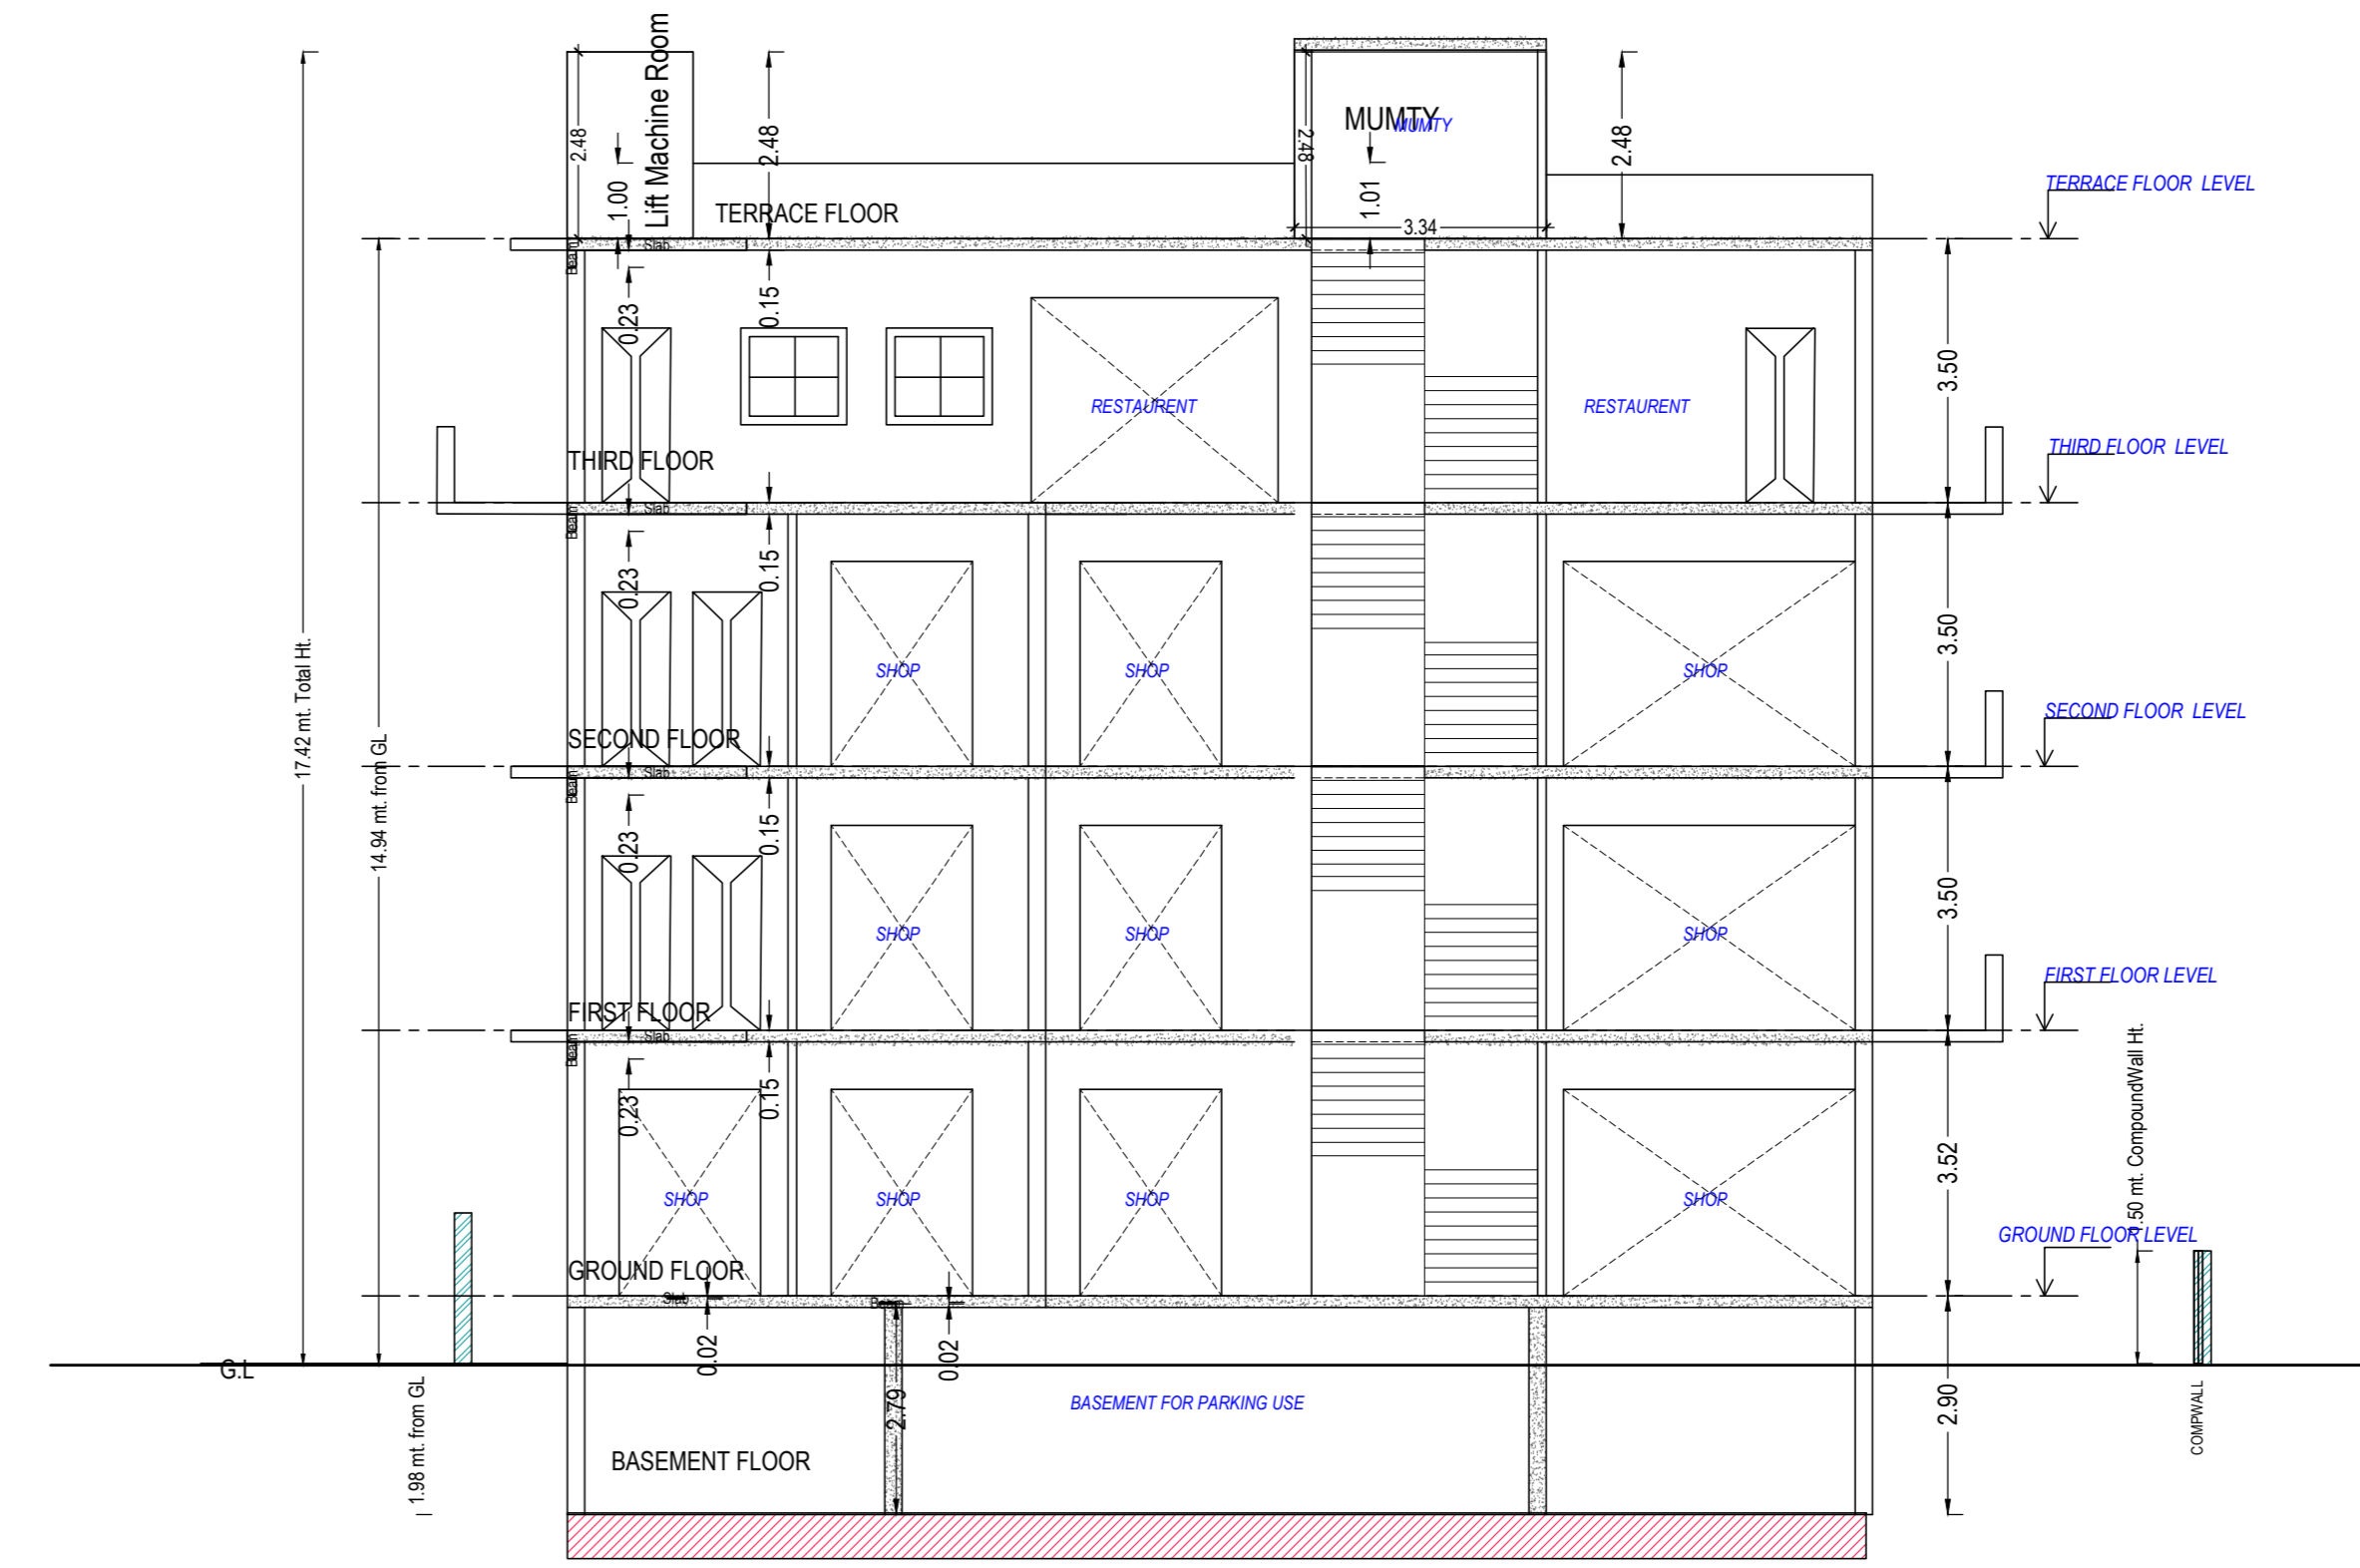 Lift Machine Room
2.48
2.48
MUMTY
MUMTY
2.48
2.48
1.00
1.01
TERRACE FLOOR LEVEL
TERRACE FLOOR
3.34
Slab
Beam
0.23
0.15
3.50
RESTAURENT
RESTAURENT
THIRD FLOOR LEVEL
THIRD FLOOR
Slab
Beam
0.23
0.15
3.50
17.42 mt. Total Ht.
SHOP
SHOP
SHOP
SECOND FLOOR LEVEL
SECOND FLOOR
Slab
Beam
14.94 mt. from GL
0.23
0.15
3.50
SHOP
SHOP
SHOP
FIRST FLOOR LEVEL
FIRST FLOOR
Slab
Beam
0.23
0.15
3.52
.50 mt. CompoundWall Ht.
SHOP
SHOP
SHOP
SHOP
GROUND FLOOR LEVEL
GROUND FLOOR
Slab
0.02
0.02
G.L
1.98 mt. from GL
2.79
BASEMENT FOR PARKING USE
2.90
COMPWALL
BASEMENT FLOOR